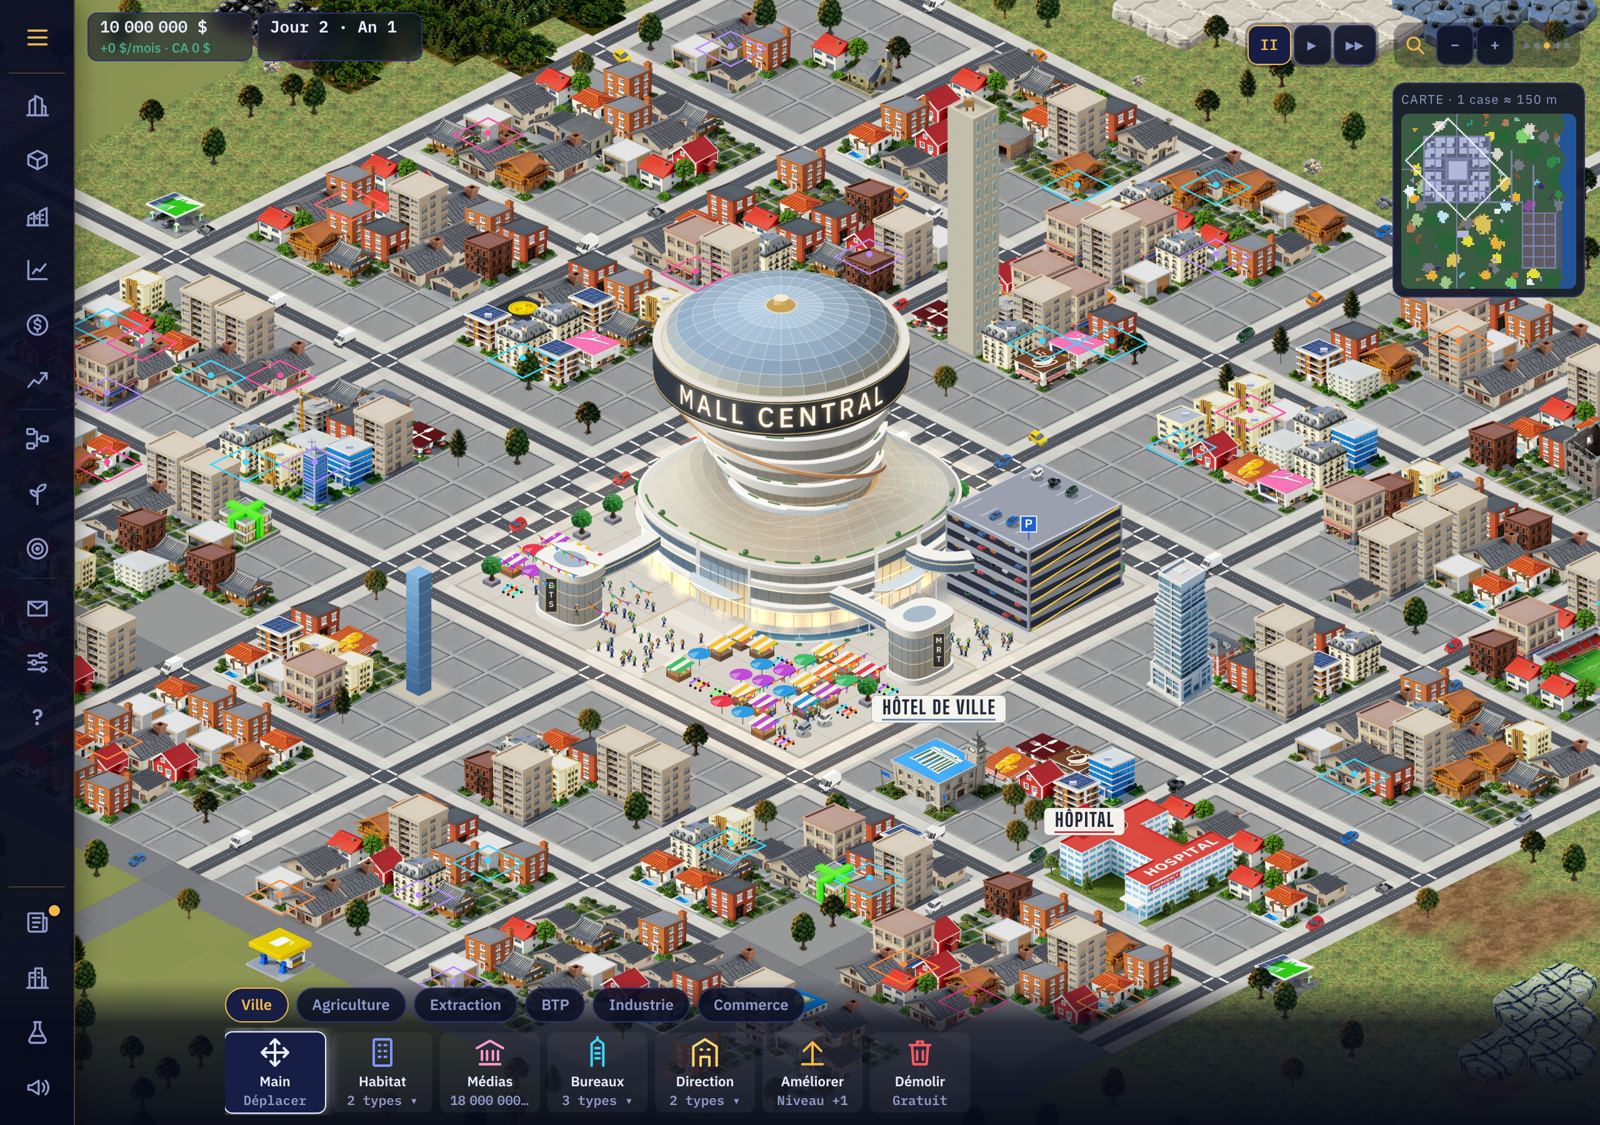 10 000 000 $
+0 $/mois · CA 0 $
Jour 2 · An 1
CARTE · 1 case ≈ 150 m
MALL CENTRAL
P
BTS
MRT
HÔTEL DE VILLE
HÔPITAL
HOSPITAL
Ville
Agriculture
Extraction
BTP
Industrie
Commerce
Main
Déplacer
Habitat
2 types ▾
Médias
18 000 000…
Bureaux
3 types ▾
Direction
2 types ▾
Améliorer
Niveau +1
Démolir
Gratuit